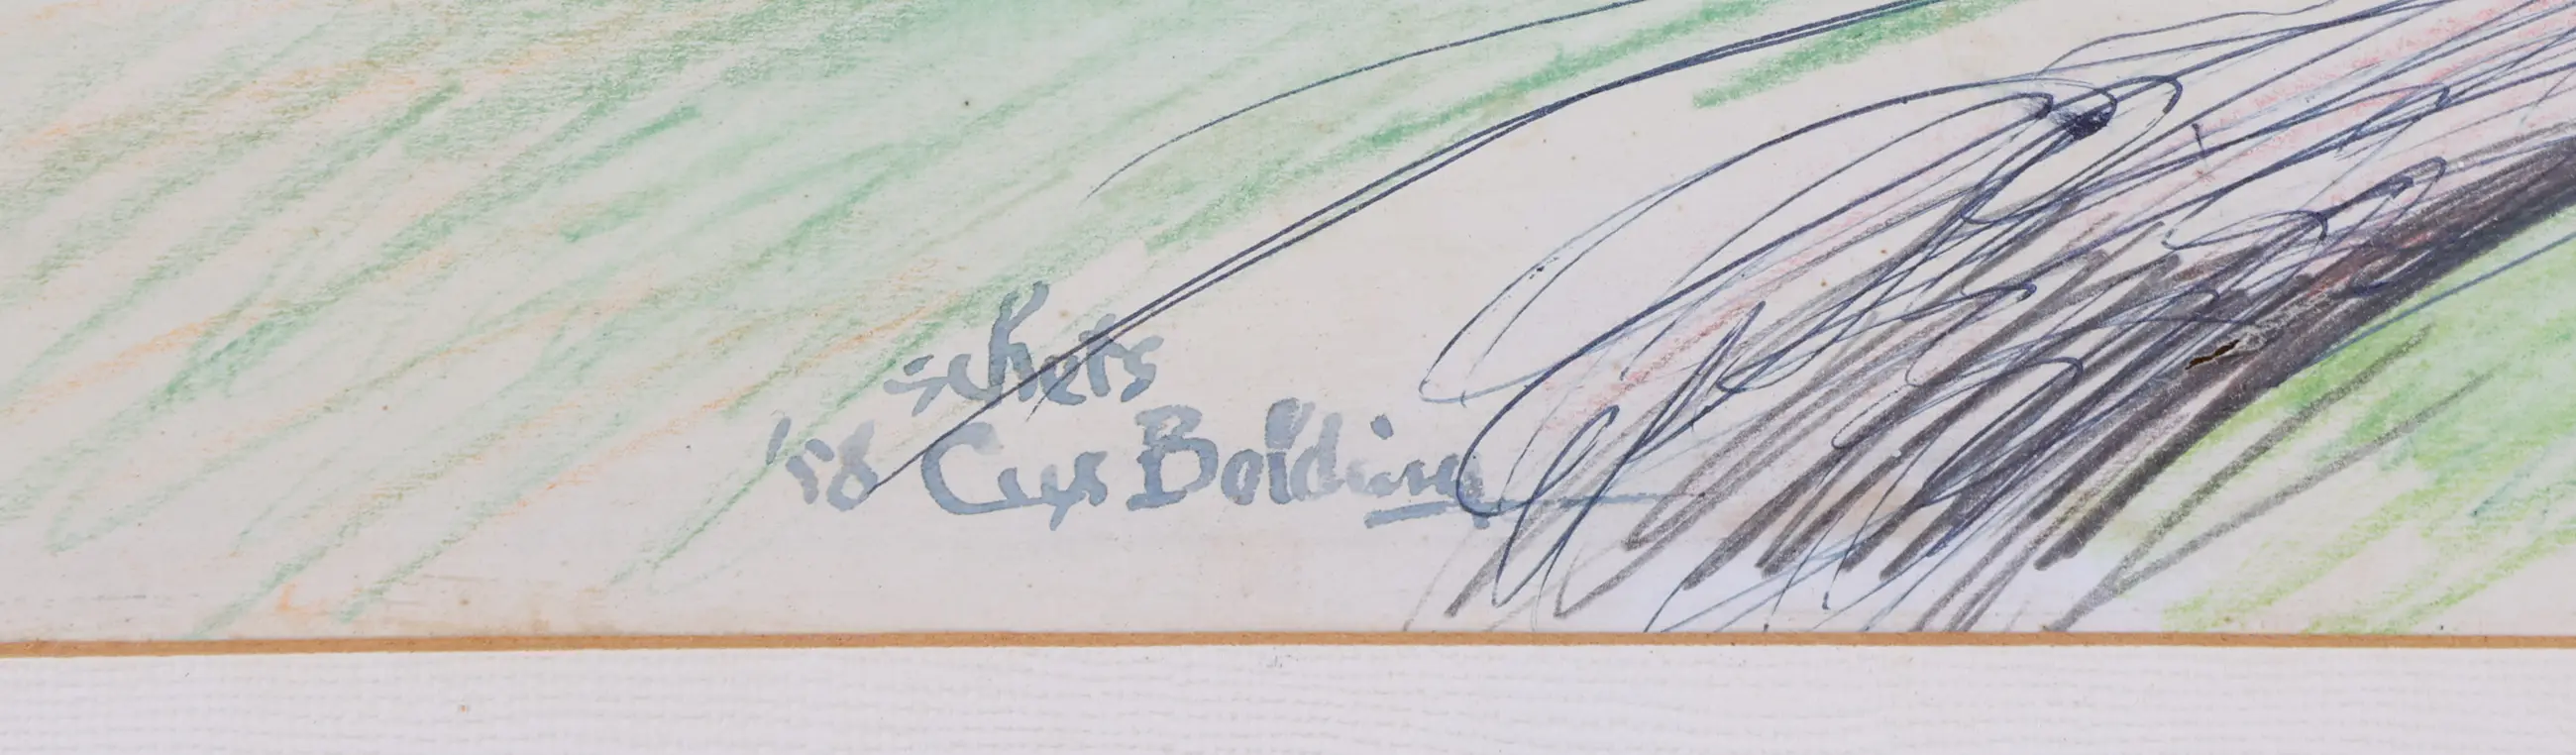 schets
'58 Cees Bolding